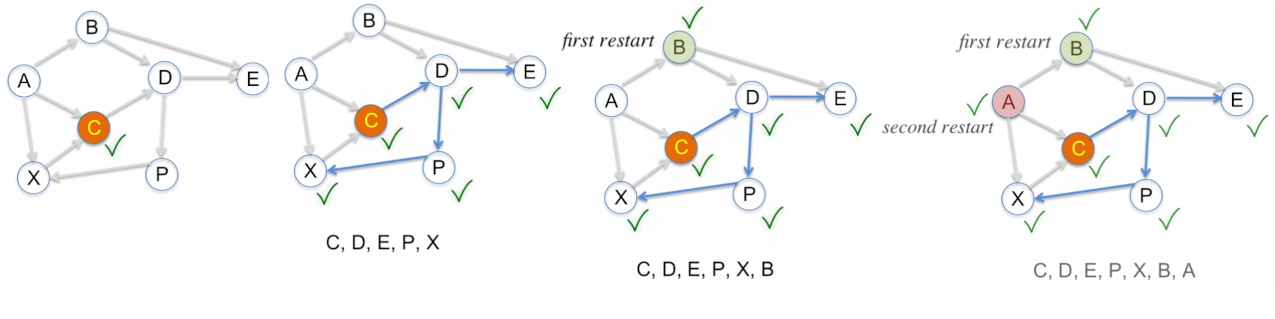 B
A
D
E
C
X
P
B
A
D
E
C
X
P
C, D, E, P, X
first restart
B
A
D
E
C
X
P
C, D, E, P, X, B
first restart
B
A
D
E
second restart
C
X
P
C, D, E, P, X, B, A